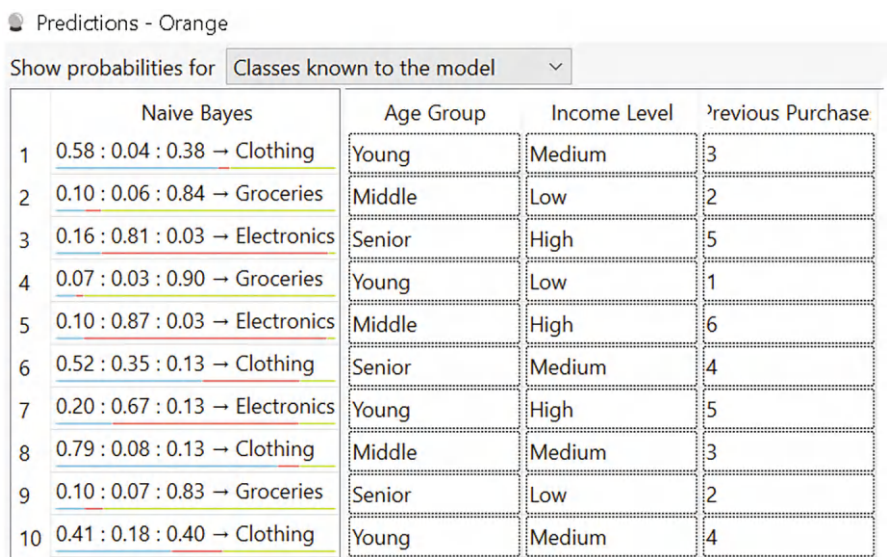 Predictions - Orange
Show probabilities for Classes known to the model
Naive Bayes Age Group Income Level Previous Purchase
1 0.58 : 0.04 : 0.38 → Clothing Young Medium 3
2 0.10 : 0.06 : 0.84 → Groceries Middle Low 2
3 0.16 : 0.81 : 0.03 → Electronics Senior High 5
4 0.07 : 0.03 : 0.90 → Groceries Young Low 1
5 0.10 : 0.87 : 0.03 → Electronics Middle High 6
6 0.52 : 0.35 : 0.13 → Clothing Senior Medium 4
7 0.20 : 0.67 : 0.13 → Electronics Young High 5
8 0.79 : 0.08 : 0.13 → Clothing Middle Medium 3
9 0.10 : 0.07 : 0.83 → Groceries Senior Low 2
10 0.41 : 0.18 : 0.40 → Clothing Young Medium 4